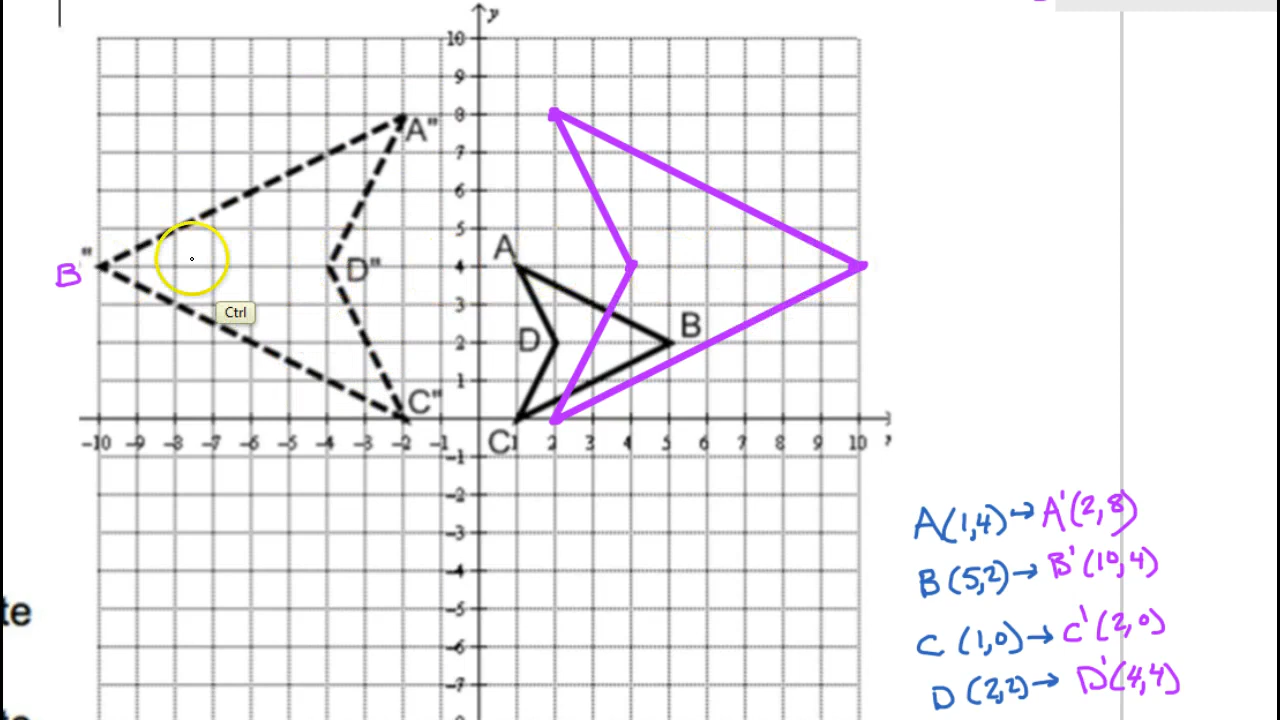 y
10
9
8
A"
7
6
5
A
"
B
4
D"
3
B
Ctrl
2
D
1
C"
-10 -9 -8 -7 -6 -5 -4 -3 -2 -1 C 1 2 3 4 5 6 7 8 9 10
-1
-2
A(1,4)→A'(2,8)
-3
B(5,2)→B'(10,4)
-4
te
-5
C(1,0)→C'(2,0)
-6
D(2,2)→D'(4,4)
-7